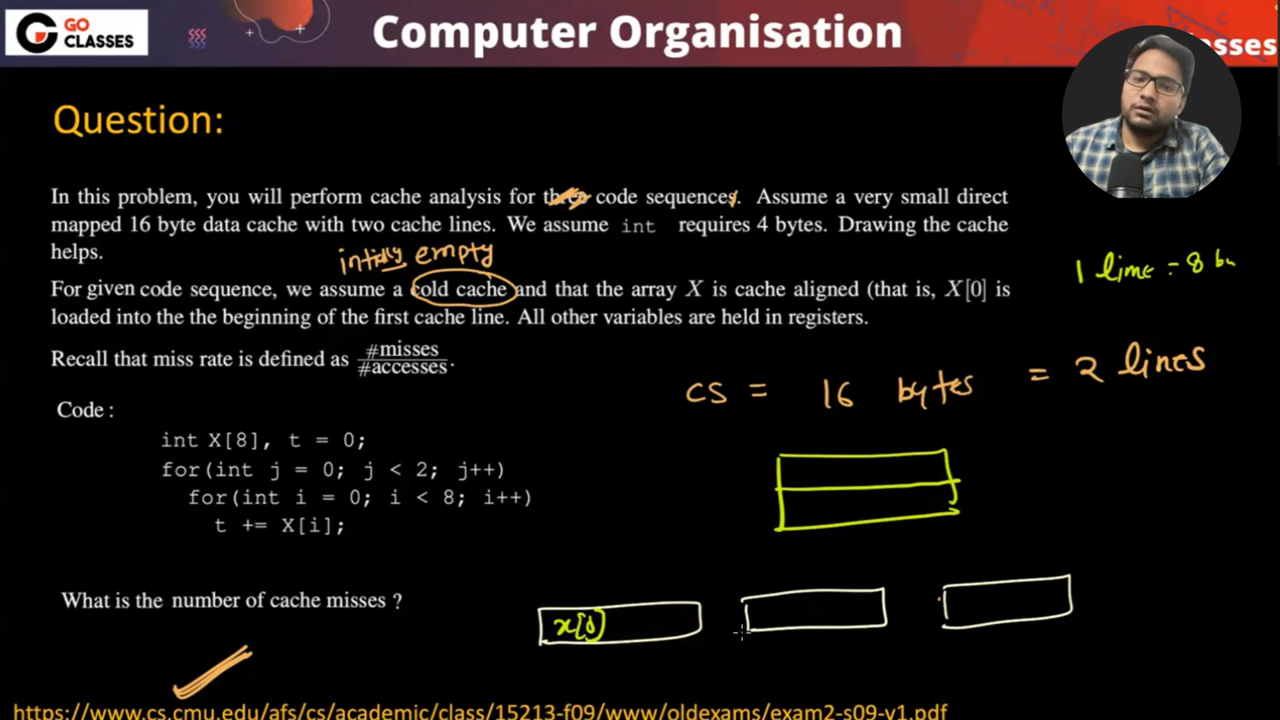 GO
CLASSES
Computer Organisation
lasses
Question:
In this problem, you will perform cache analysis for three code sequences. Assume a very small direct
mapped 16 byte data cache with two cache lines. We assume int requires 4 bytes. Drawing the cache
helps.
intially empty
1 line = 8 by
For given code sequence, we assume a cold cache and that the array X is cache aligned (that is, X[0] is
loaded into the the beginning of the first cache line. All other variables are held in registers.
Recall that miss rate is defined as #misses
#accesses.
CS = 16 bytes = 2 lines
Code :
int X[8], t = 0;
for(int j = 0; j < 2; j++)
for(int i = 0; i < 8; i++)
t += X[i];
What is the number of cache misses ?
x[0]
https://www.cs.cmu.edu/afs/cs/academic/class/15213-f09/www/oldexams/exam2-s09-v1.pdf